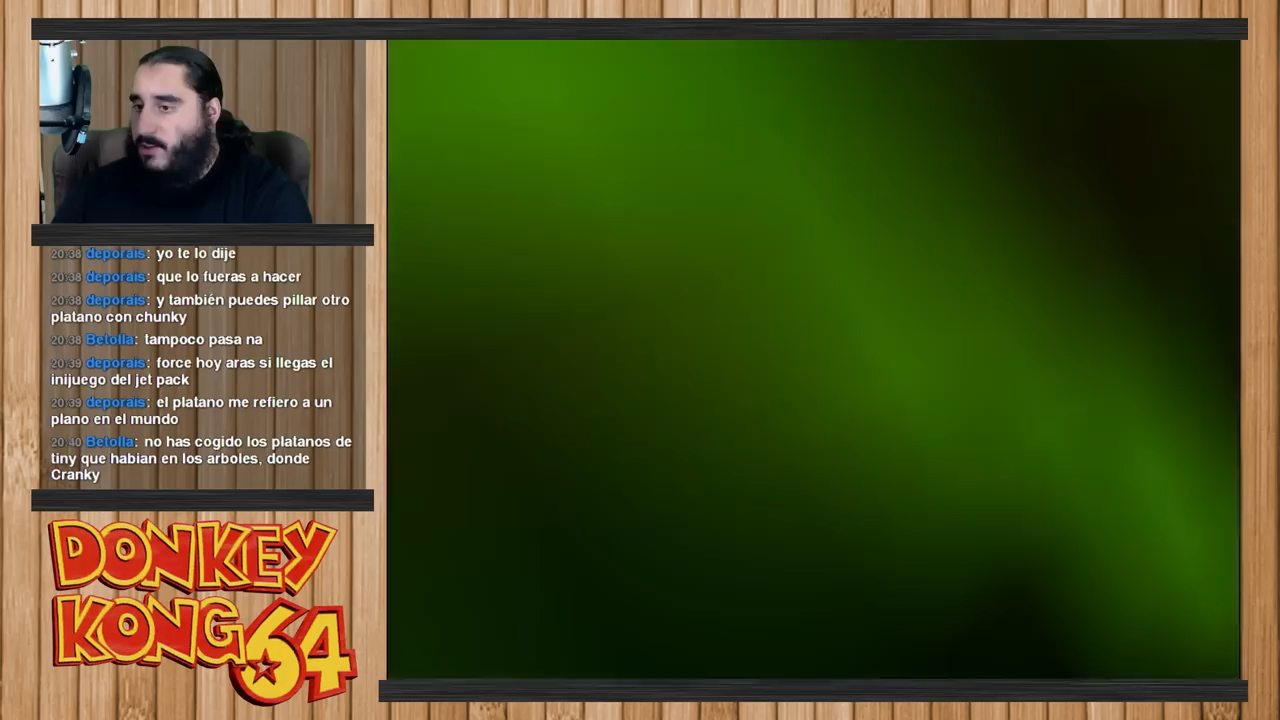 20:38 deporais: yo te lo dije
20:38 deporais: que lo fueras a hacer
20:38 deporais: y también puedes pillar otro
platano con chunky
20:38 Betolla: tampoco pasa na
20:39 deporais: force hoy aras si llegas el
inijuego del jet pack
20:39 deporais: el platano me refiero a un
plano en el mundo
20:40 Betolla: no has cogido los platanos de
tiny que habian en los arboles, donde
Cranky
DONKEY
KONG 64